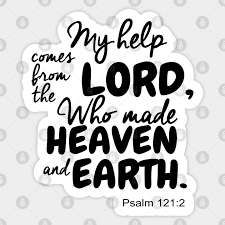 My help
comes
from
the LORD,
Who made
HEAVEN
and EARTH.
Psalm 121:2